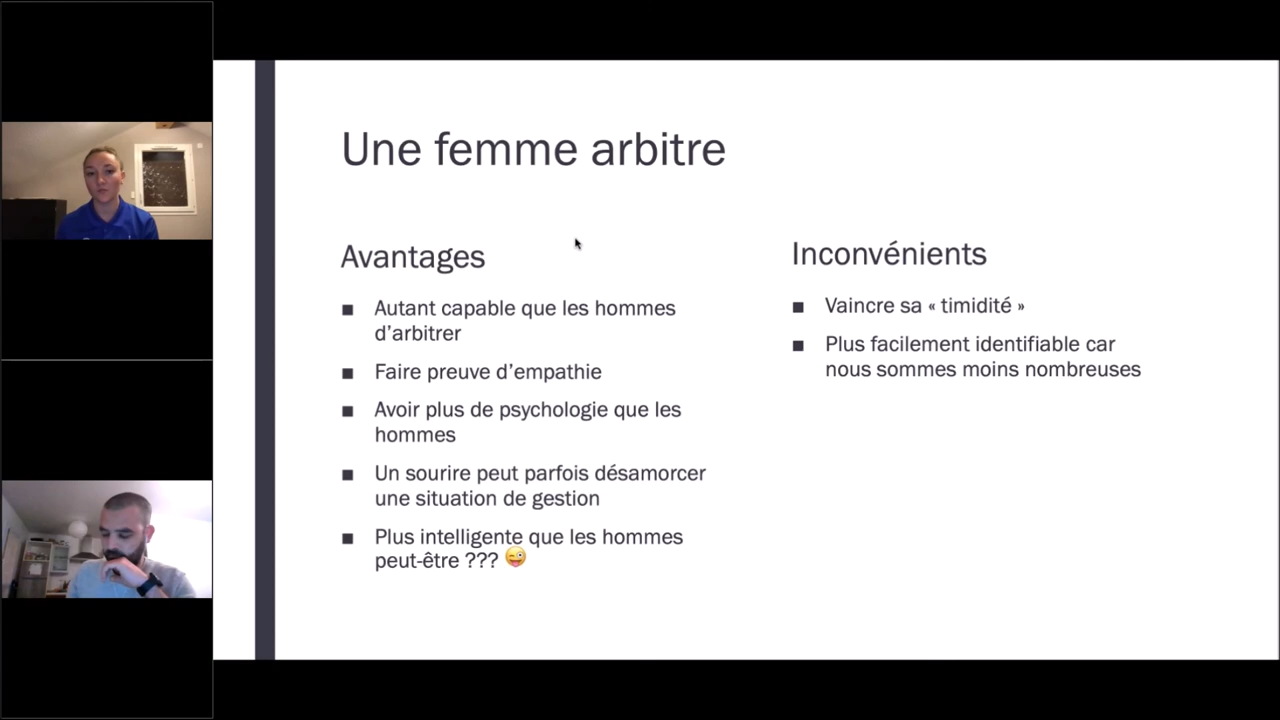 Une femme arbitre
Avantages
■ Autant capable que les hommes
d’arbitrer
■ Faire preuve d’empathie
■ Avoir plus de psychologie que les
hommes
■ Un sourire peut parfois désamorcer
une situation de gestion
■ Plus intelligente que les hommes
peut-être ??? 😜
Inconvénients
■ Vaincre sa « timidité »
■ Plus facilement identifiable car
nous sommes moins nombreuses